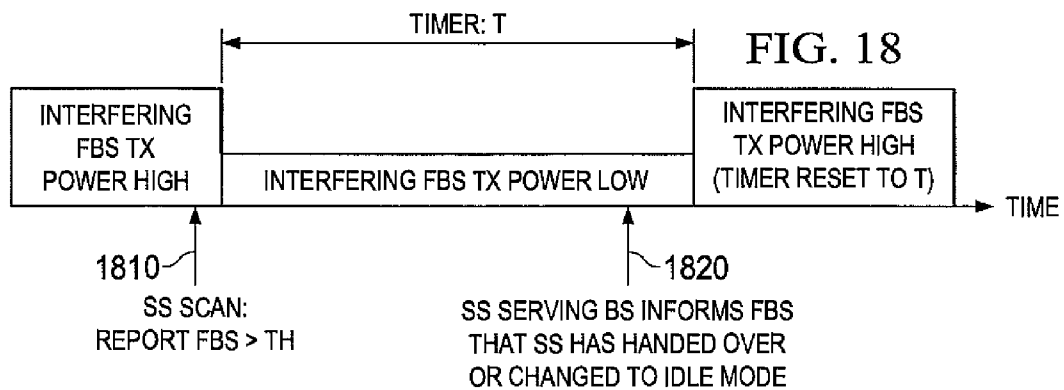 TIMER: T
FIG. 18
INTERFERING
FBS TX
POWER HIGH
INTERFERING FBS TX POWER LOW
INTERFERING FBS
TX POWER HIGH
(TIMER RESET TO T)
TIME
1810
SS SCAN:
REPORT FBS > TH
1820
SS SERVING BS INFORMS FBS
THAT SS HAS HANDED OVER
OR CHANGED TO IDLE MODE